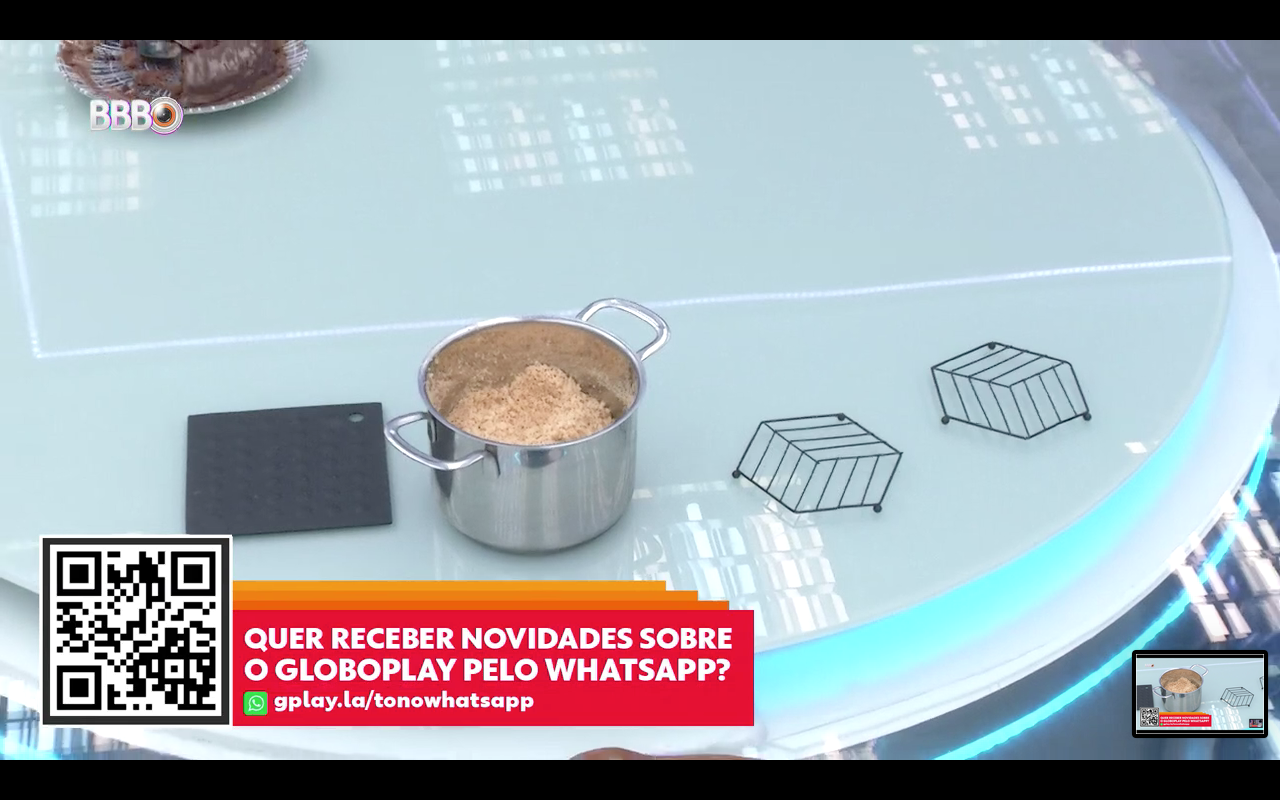 BBB
QUER RECEBER NOVIDADES SOBRE
O GLOBOPLAY PELO WHATSAPP?
gplay.la/tonowhatsapp